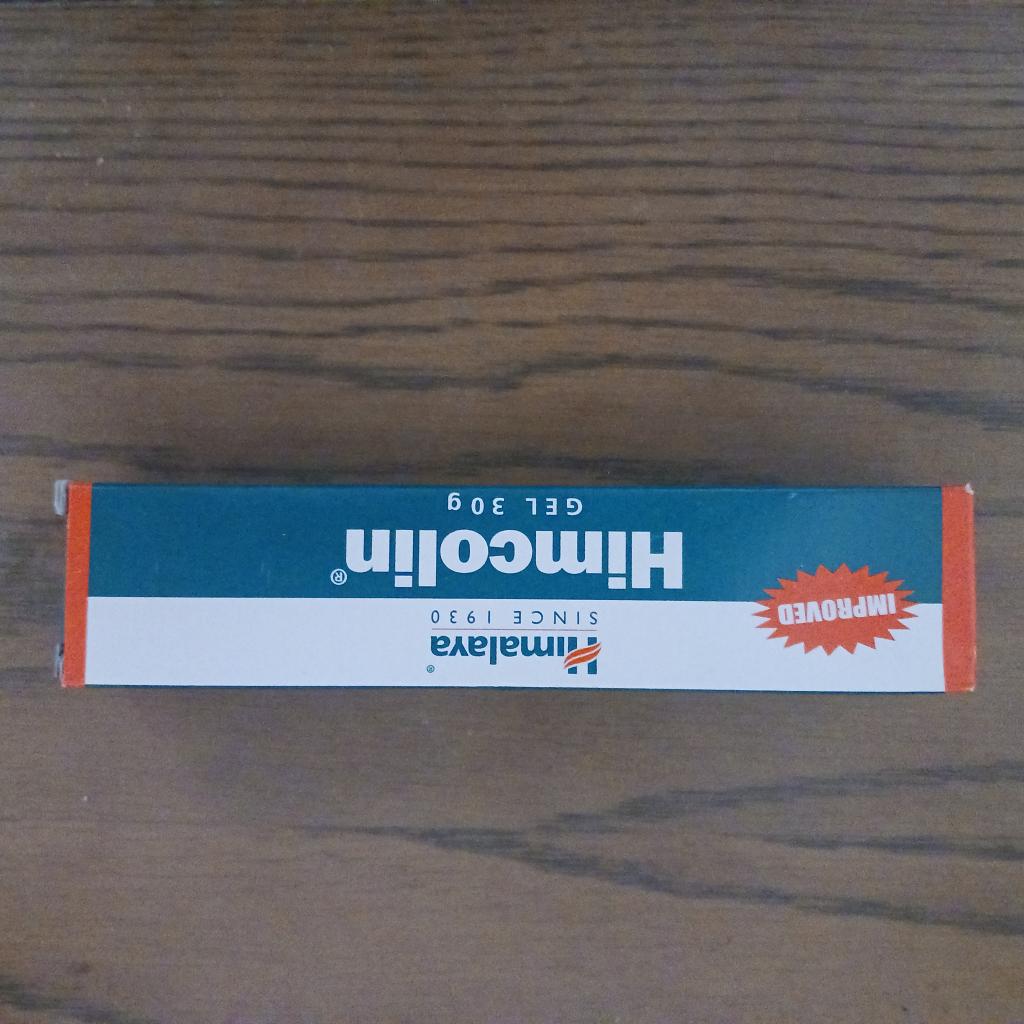 Himalaya®
SINCE 1930
IMPROVED
Himcolin®
GEL 30g